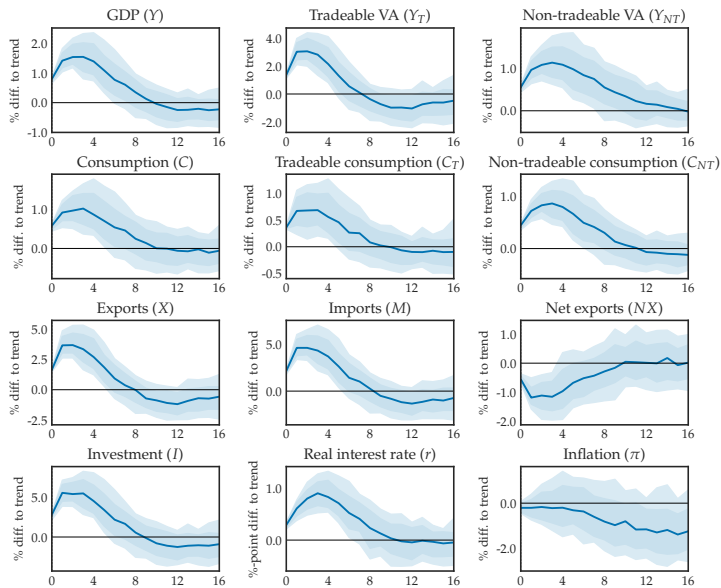 GDP (Y)
Tradeable VA (Y_T)
Non-tradeable VA (Y_NT)
% diff. to trend
2.0
1.0
0.0
-1.0
0 4 8 12 16
% diff. to trend
2.0
0.0
-2.0
0 4 8 12 16
% diff. to trend
1.0
0.0
0 4 8 12 16
Consumption (C)
Tradeable consumption (C_T)
Non-tradeable consumption (C_NT)
% diff. to trend
1.0
0.0
0 4 8 12 16
% diff. to trend
1.0
0.5
0.0
-0.5
0 4 8 12 16
% diff. to trend
1.0
0.0
0 4 8 12 16
Exports (X)
Imports (M)
Net exports (NX)
% diff. to trend
5.0
2.5
0.0
-2.5
0 4 8 12 16
% diff. to trend
5.0
0.0
0 4 8 12 16
% diff. to trend
1.0
0.0
-1.0
-2.0
0 4 8 12 16
Investment (I)
Real interest rate (r)
Inflation (π)
% diff. to trend
5.0
0.0
0 4 8 12 16
%-point diff. to trend
1.0
0.0
0 4 8 12 16
% diff. to trend
0.0
-2.0
0 4 8 12 16